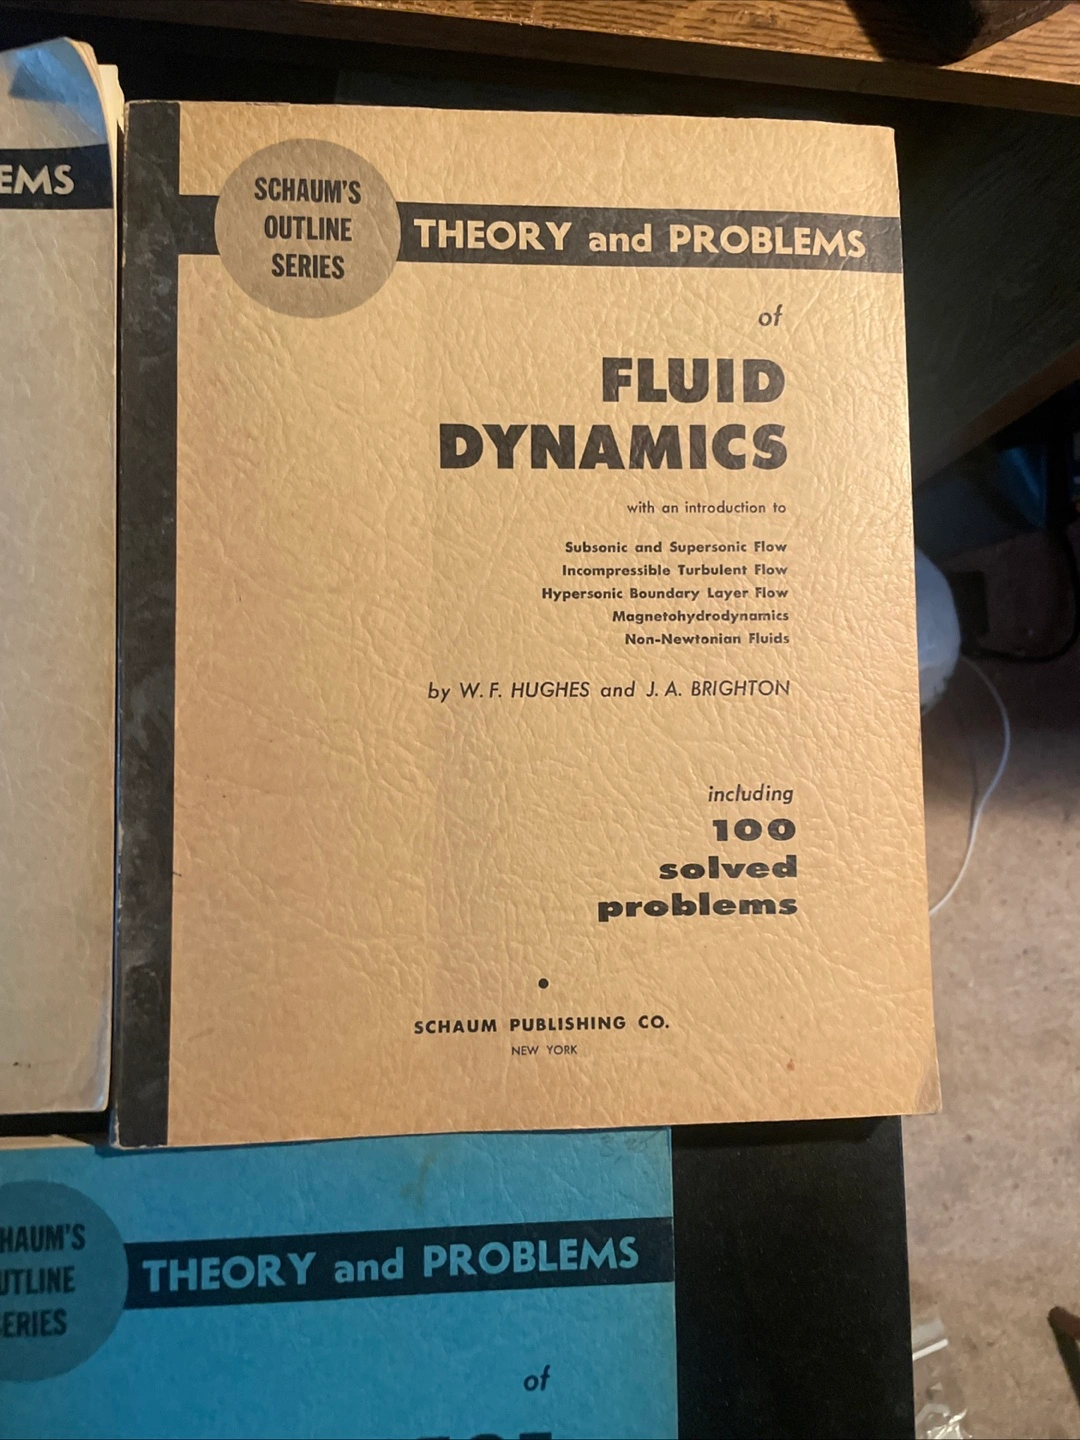 EMS
SCHAUM'S
OUTLINE
SERIES
THEORY and PROBLEMS
of
FLUID
DYNAMICS
with an introduction to
Subsonic and Supersonic Flow
Incompressible Turbulent Flow
Hypersonic Boundary Layer Flow
Magnetohydrodynamics
Non-Newtonian Fluids
by W. F. HUGHES and J. A. BRIGHTON
including
100
solved
problems
•
SCHAUM PUBLISHING CO.
NEW YORK
HAUM'S
UTLINE
ERIES
THEORY and PROBLEMS
of